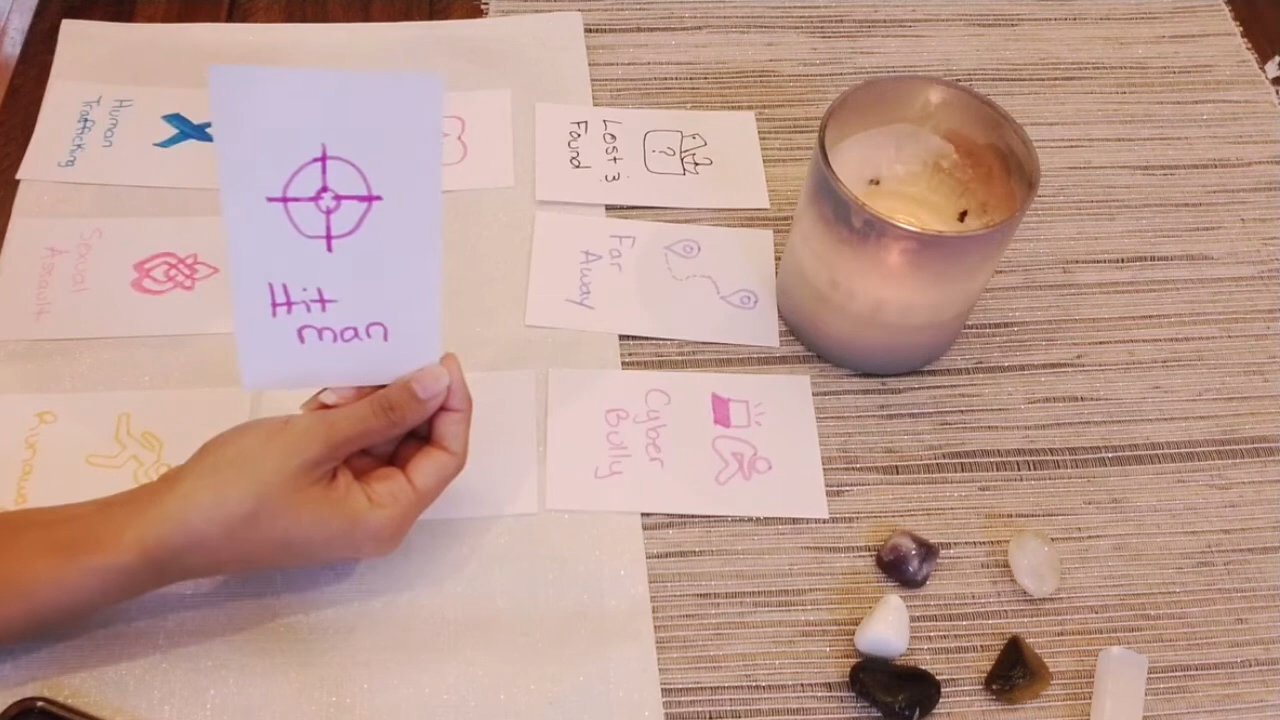 Human
Trafficking
Lost &
Found
?
Hit
man
Sexual
Assault
Far
Away
Cyber
Bully